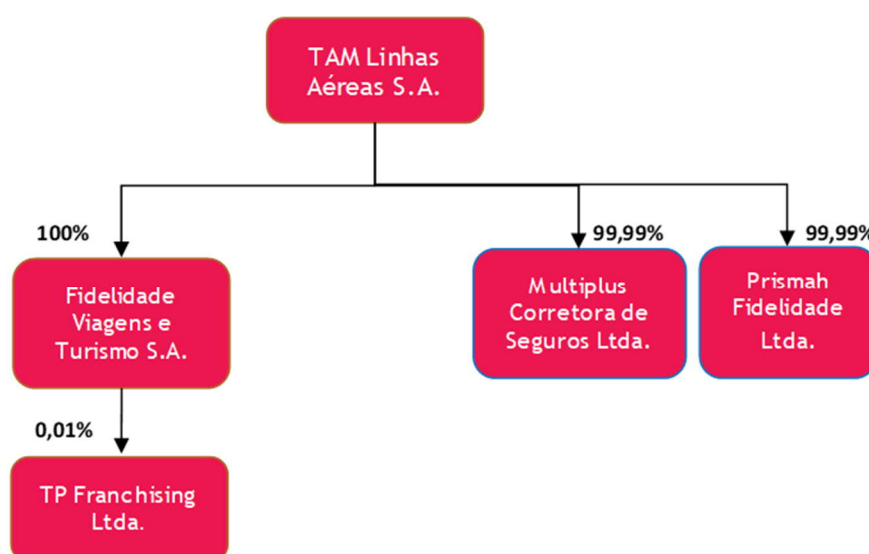 TAM Linhas
Aéreas S.A.
100%
99,99%
99,99%
Fidelidade
Viagens e
Turismo S.A.
Multiplus
Corretora de
Seguros Ltda.
Prismah
Fidelidade
Ltda.
0,01%
TP Franchising
Ltda.